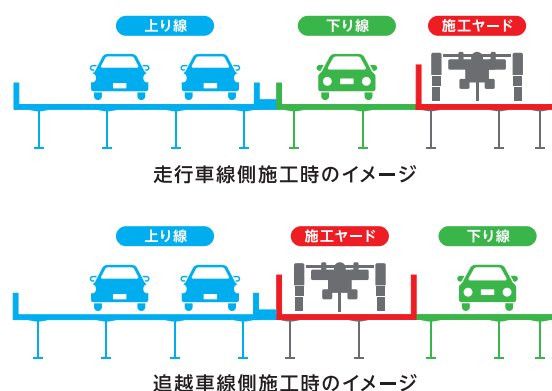 上り線 下り線 施工ヤード
走行車線側施工時のイメージ
上り線 施工ヤード 下り線
追越車線側施工時のイメージ